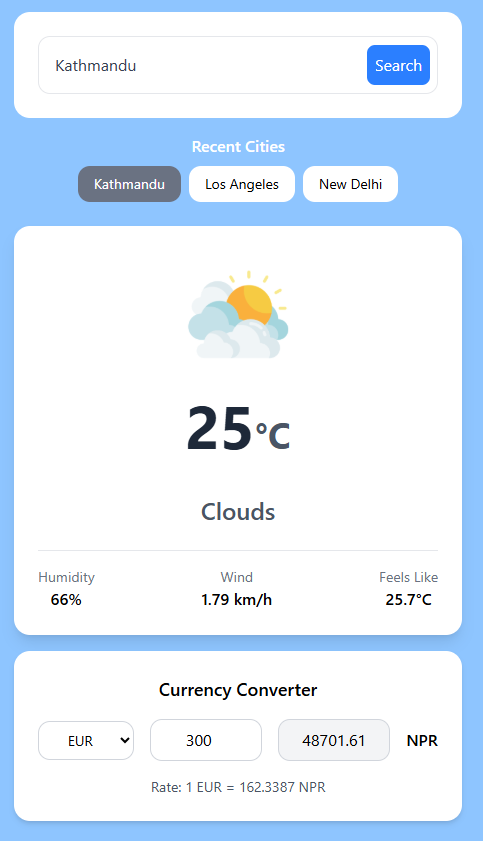 Kathmandu Search
Recent Cities
Kathmandu Los Angeles New Delhi
25°C
Clouds
Humidity Wind Feels Like
66% 1.79 km/h 25.7°C
Currency Converter
EUR 300 48701.61 NPR
Rate: 1 EUR = 162.3387 NPR